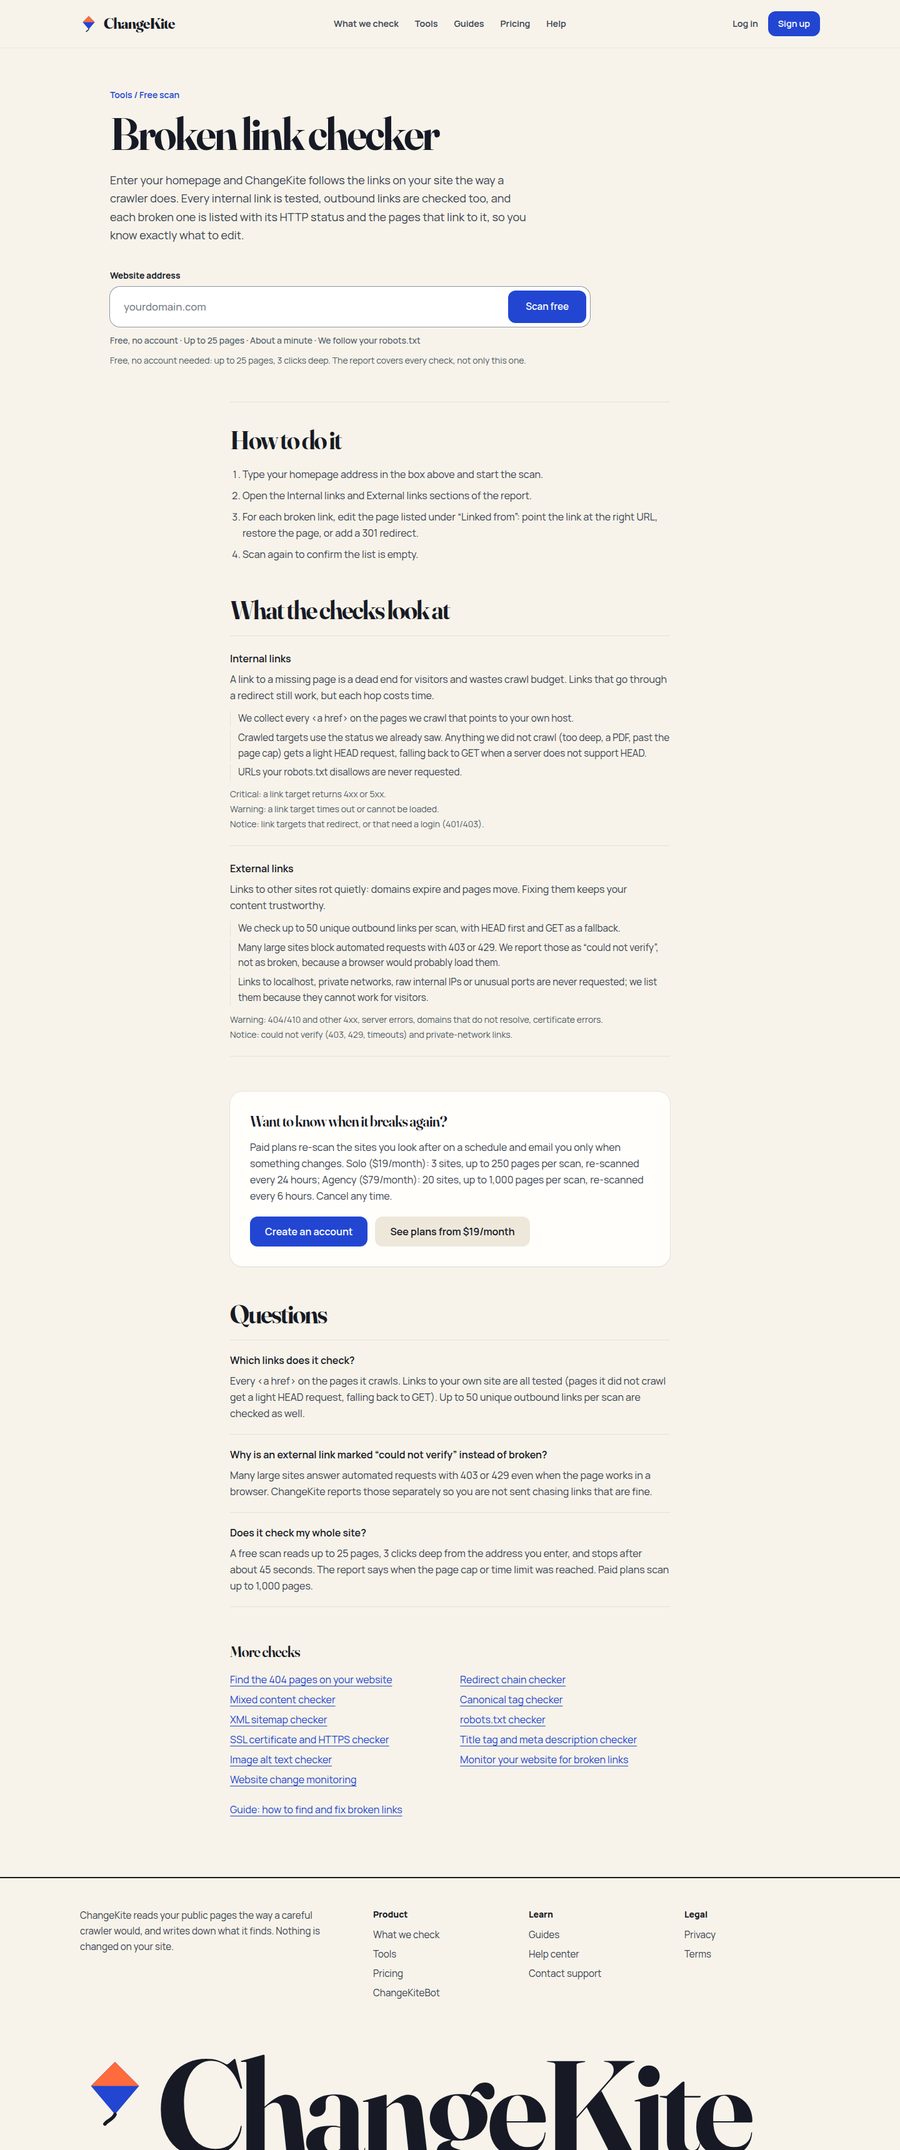 ChangeKite
What we check
Tools
Guides
Pricing
Help
Log in
Sign up
Tools / Free scan
Broken link checker
Enter your homepage and ChangeKite follows the links on your site the way a
crawler does. Every internal link is tested, outbound links are checked too, and
each broken one is listed with its HTTP status and the pages that link to it, so you
know exactly what to edit.
Website address
yourdomain.com
Scan free
Free, no account · Up to 25 pages · About a minute · We follow your robots.txt
Free, no account needed: up to 25 pages, 3 clicks deep. The report covers every check, not only this one.
How to do it
1. Type your homepage address in the box above and start the scan.
2. Open the Internal links and External links sections of the report.
3. For each broken link, edit the page listed under “Linked from”: point the link at the right URL,
restore the page, or add a 301 redirect.
4. Scan again to confirm the list is empty.
What the checks look at
Internal links
A link to a missing page is a dead end for visitors and wastes crawl budget. Links that go through
a redirect still work, but each hop costs time.
We collect every <a href> on the pages we crawl that points to your own host.
Crawled targets use the status we already saw. Anything we did not crawl (too deep, a PDF, past the
page cap) gets a light HEAD request, falling back to GET when a server does not support HEAD.
URLs your robots.txt disallows are never requested.
Critical: a link target returns 4xx or 5xx.
Warning: a link target times out or cannot be loaded.
Notice: link targets that redirect, or that need a login (401/403).
External links
Links to other sites rot quietly: domains expire and pages move. Fixing them keeps your
content trustworthy.
We check up to 50 unique outbound links per scan, with HEAD first and GET as a fallback.
Many large sites block automated requests with 403 or 429. We report those as “could not verify”,
not as broken, because a browser would probably load them.
Links to localhost, private networks, raw internal IPs or unusual ports are never requested; we list
them because they cannot work for visitors.
Warning: 404/410 and other 4xx, server errors, domains that do not resolve, certificate errors.
Notice: could not verify (403, 429, timeouts) and private-network links.
Want to know when it breaks again?
Paid plans re-scan the sites you look after on a schedule and email you only when
something changes. Solo ($19/month): 3 sites, up to 250 pages per scan, re-scanned
every 24 hours; Agency ($79/month): 20 sites, up to 1,000 pages per scan, re-scanned
every 6 hours. Cancel any time.
Create an account
See plans from $19/month
Questions
Which links does it check?
Every <a href> on the pages it crawls. Links to your own site are all tested (pages it did not crawl
get a light HEAD request, falling back to GET). Up to 50 unique outbound links per scan are
checked as well.
Why is an external link marked “could not verify” instead of broken?
Many large sites answer automated requests with 403 or 429 even when the page works in a
browser. ChangeKite reports those separately so you are not sent chasing links that are fine.
Does it check my whole site?
A free scan reads up to 25 pages, 3 clicks deep from the address you enter, and stops after
about 45 seconds. The report says when the page cap or time limit was reached. Paid plans scan
up to 1,000 pages.
More checks
Find the 404 pages on your website
Redirect chain checker
Mixed content checker
Canonical tag checker
XML sitemap checker
robots.txt checker
SSL certificate and HTTPS checker
Title tag and meta description checker
Image alt text checker
Monitor your website for broken links
Website change monitoring
Guide: how to find and fix broken links
ChangeKite reads your public pages the way a careful
crawler would, and writes down what it finds. Nothing is
changed on your site.
Product
What we check
Tools
Pricing
ChangeKiteBot
Learn
Guides
Help center
Contact support
Legal
Privacy
Terms
ChangeKite